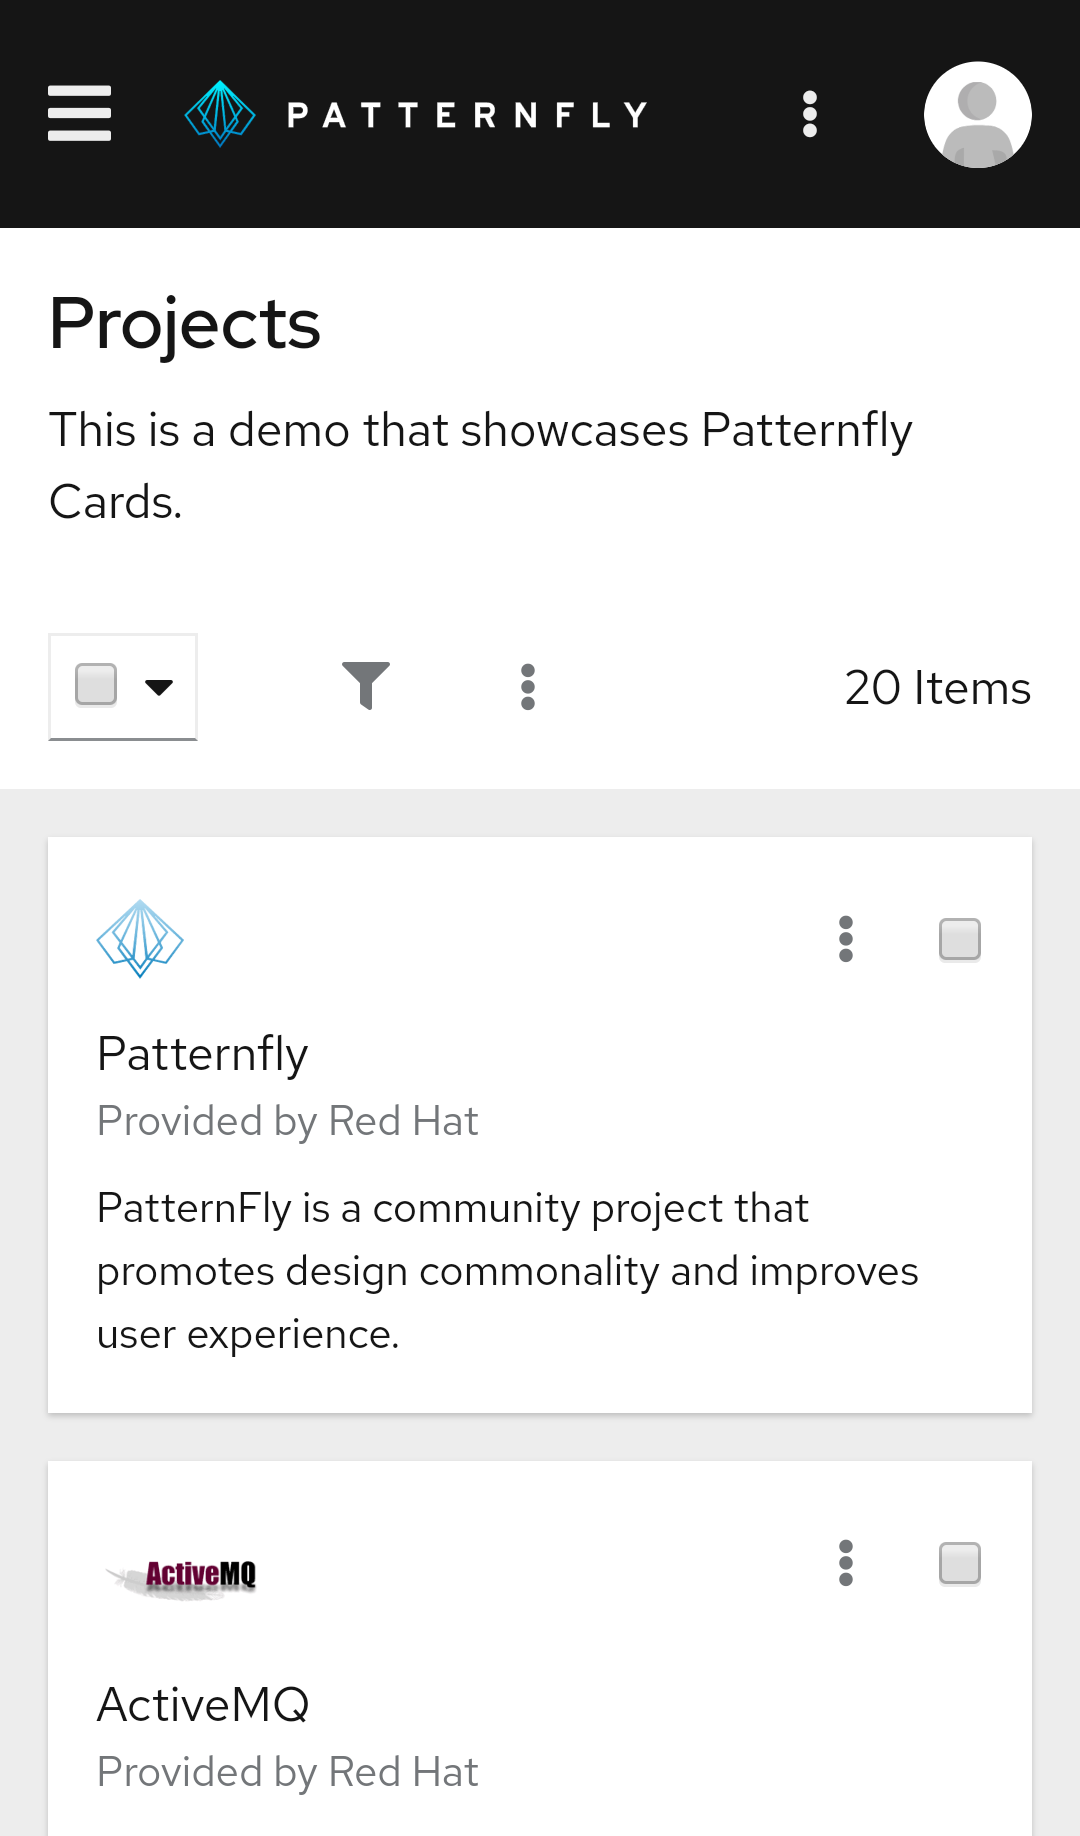 PATTERNFLY
Projects
This is a demo that showcases Patternfly
Cards.
20 Items
Patternfly
Provided by Red Hat
PatternFly is a community project that
promotes design commonality and improves
user experience.
ActiveMQ
ActiveMQ
Provided by Red Hat